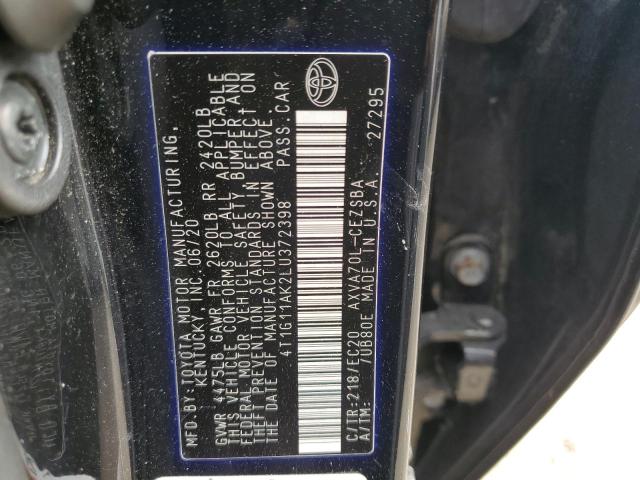 MFD. BY: TOYOTA MOTOR MANUFACTURING,
KENTUCKY, INC. 06/20
GVWR 4475LB GAWR FR 2620LB RR 2420LB
THIS VEHICLE CONFORMS TO ALL APPLICABLE
FEDERAL MOTOR VEHICLE SAFETY, BUMPER AND
THEFT PREVENTION STANDARDS IN EFFECT ON
THE DATE OF MANUFACTURE SHOWN ABOVE.
4T1G11AK2LU372398 PASS. CAR
C/TR: 218/EC20 AXVA70L-CEZSBA
A/TM: /UB80E MADE IN U.S.A. 27295